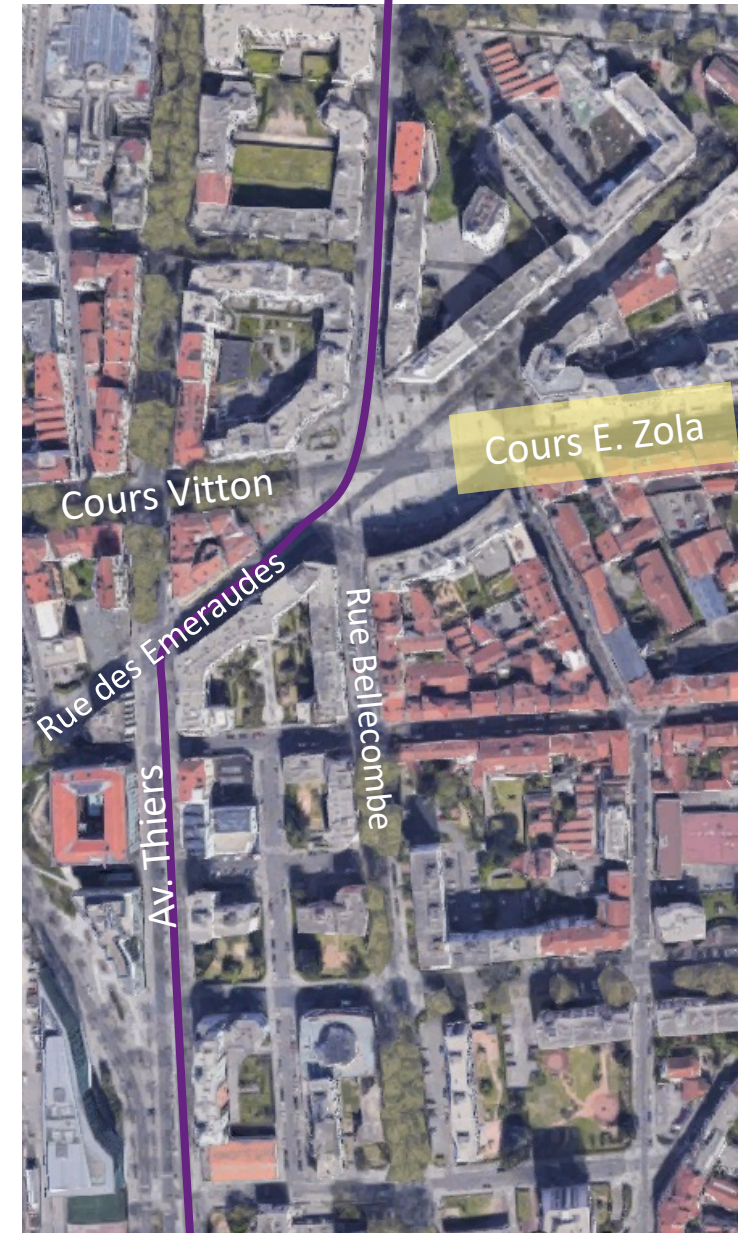 Cours E. Zola
Cours Vitton
Rue des Emeraudes
Rue Bellecombe
Av. Thiers